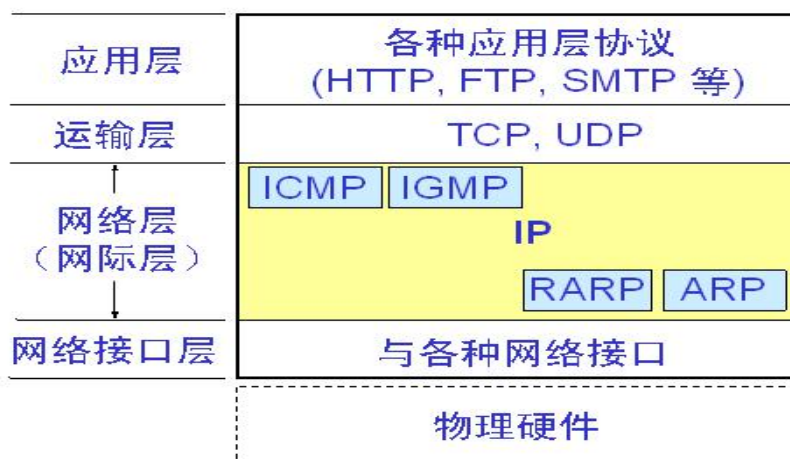 应用层
各种应用层协议
(HTTP, FTP, SMTP 等)
运输层
TCP, UDP
网络层
（网际层）
ICMP
IGMP
IP
RARP
ARP
网络接口层
与各种网络接口
物理硬件